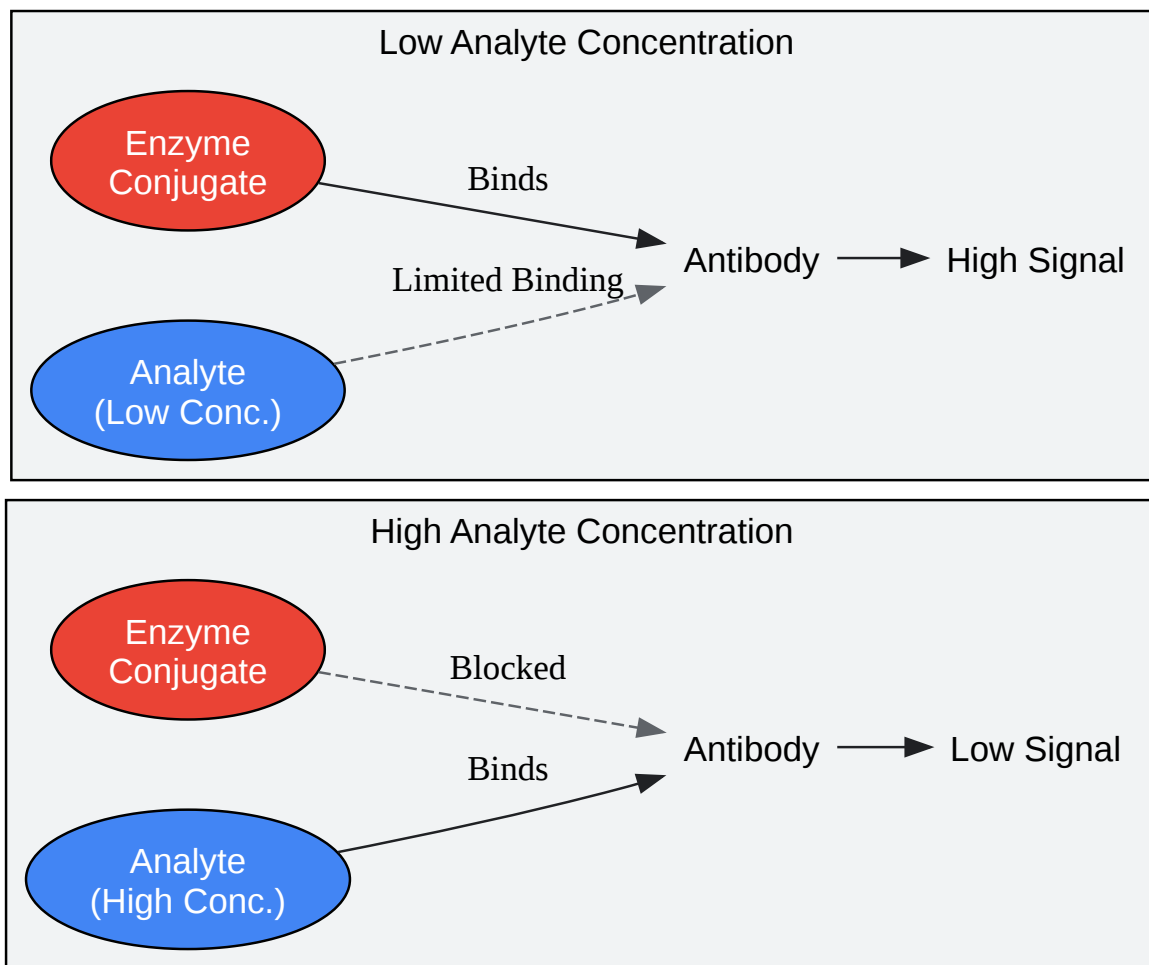 Low Analyte Concentration
Enzyme
Conjugate
Binds
Limited Binding
Antibody
High Signal
Analyte
(Low Conc.)
High Analyte Concentration
Enzyme
Conjugate
Blocked
Binds
Antibody
Low Signal
Analyte
(High Conc.)